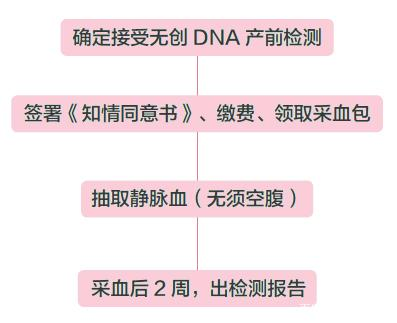 确定接受无创 DNA 产前检测
签署《知情同意书》、缴费、领取采血包
抽取静脉血（无须空腹）
采血后 2 周，出检测报告